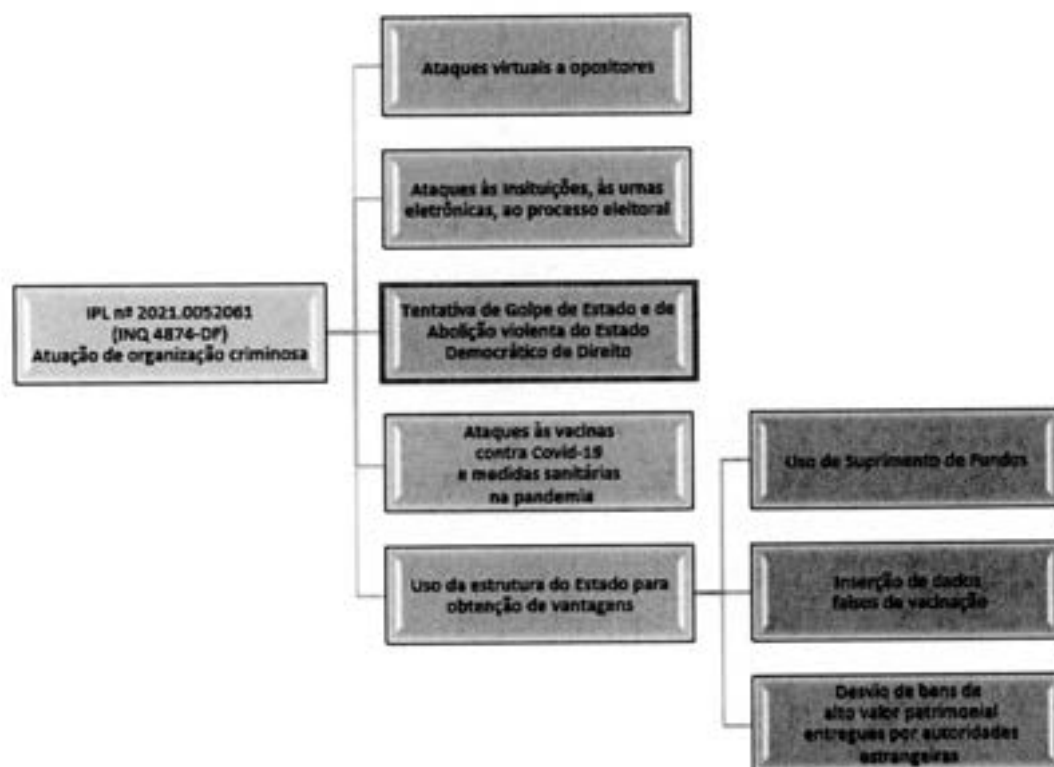 Ataques virtuais a opositores
Ataques às Insituições, às urnas
eletrônicas, ao processo eleitoral
IPL nº 2021.0052061
(INQ 4874-DF)
Atuação de organização criminosa
Tentativa de Golpe de Estado e de
Abolição violenta do Estado
Democrático de Direito
Ataques às vacinas
contra Covid-19
e medidas sanitárias
na pandemia
Uso da estrutura do Estado para
obtenção de vantagens
Uso de Suprimento de Fundos
Inserção de dados
falsos de vacinação
Desvio de bens de
alto valor patrimonial
entregues por autoridades
estrangeiras